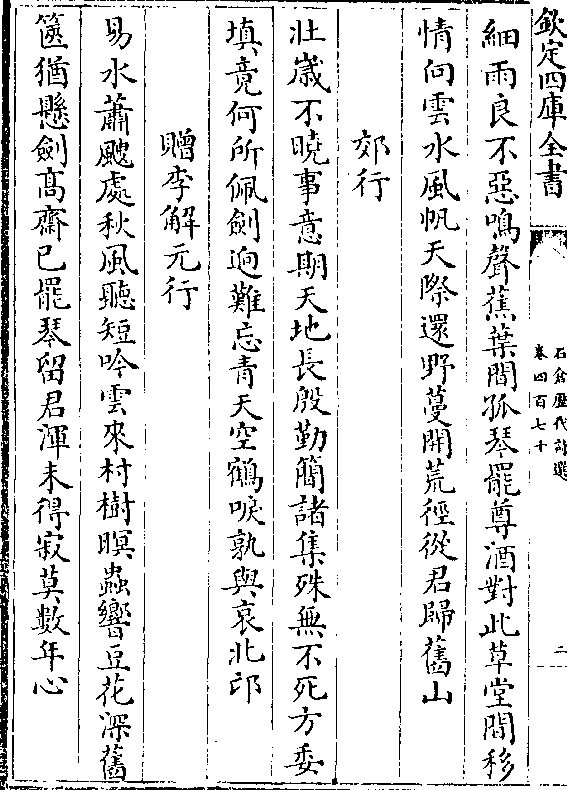 欽定四庫全書
石倉歷代詩選
卷四百七十
二
細雨良不惡鳴聲蕉葉間孤琴罷尊酒對此草堂間移
情向雲水風帆天際還野蔓開荒徑從君歸舊山
郊行
壯歲不曉事意期天地長殷勤簡諸集殊無不死方委
填竟何所佩劍逈難忘青天空鶴唳孰與哀北邙
贈李解元行
易水蕭颼處秋風聽短吟雲來村樹暝蟲響豆花深舊
篋猶懸劍高齋已罷琴留君渾未得寂莫數年心